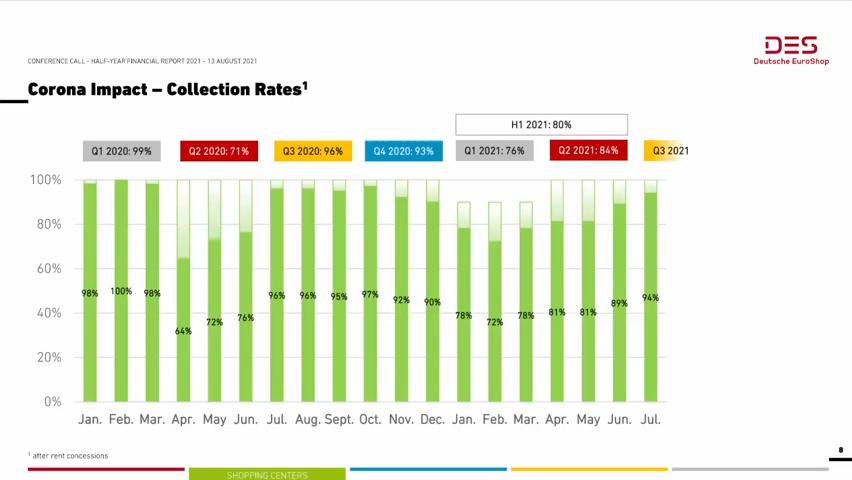 DES
Deutsche EuroShop
CONFERENCE CALL - HALF-YEAR FINANCIAL REPORT 2021 – 13 AUGUST 2021
Corona Impact – Collection Rates¹
H1 2021: 80%
Q1 2020: 99% Q2 2020: 71% Q3 2020: 96% Q4 2020: 93% Q1 2021: 76% Q2 2021: 84% Q3 2021
100%
80%
60%
40%
20%
0%
98% 100% 98% 64% 72% 76% 96% 96% 95% 97% 92% 90% 78% 72% 78% 81% 81% 89% 94%
Jan. Feb. Mar. Apr. May Jun. Jul. Aug. Sept. Oct. Nov. Dec. Jan. Feb. Mar. Apr. May Jun. Jul.
¹ after rent concessions
8
SHOPPING CENTERS